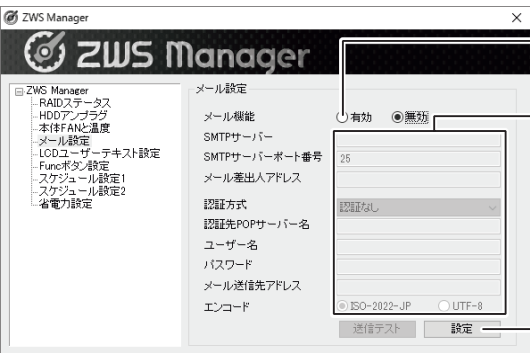 ZWS Manager
ZWS Manager
ZWS Manager
RAIDステータス
HDDアンプラグ
本体FANと温度
メール設定
LCDユーザーテキスト設定
Funcボタン設定
スケジュール設定1
スケジュール設定2
省電力設定
メール設定
メール機能 有効 無効
SMTPサーバー
SMTPサーバーポート番号 25
メール差出人アドレス
認証方式 認証なし
認証先POPサーバー名
ユーザー名
パスワード
メール送信先アドレス
エンコード ISO-2022-JP UTF-8
送信テスト 設定